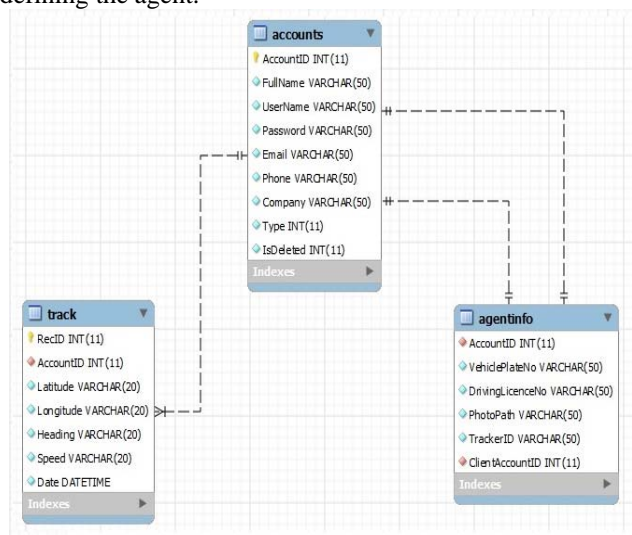 defining the agent.
accounts
AccountID INT(11)
FullName VARCHAR(50)
UserName VARCHAR(50)
Password VARCHAR(50)
Email VARCHAR(50)
Phone VARCHAR(50)
Company VARCHAR(50)
Type INT(11)
IsDeleted INT(11)
Indexes
track
RecID INT(11)
AccountID INT(11)
Latitude VARCHAR(20)
Longitude VARCHAR(20)
Heading VARCHAR(20)
Speed VARCHAR(20)
Date DATETIME
Indexes
agentinfo
AccountID INT(11)
VehiclePlateNo VARCHAR(50)
DrivingLicenceNo VARCHAR(50)
PhotoPath VARCHAR(50)
TrackerID VARCHAR(50)
ClientAccountID INT(11)
Indexes